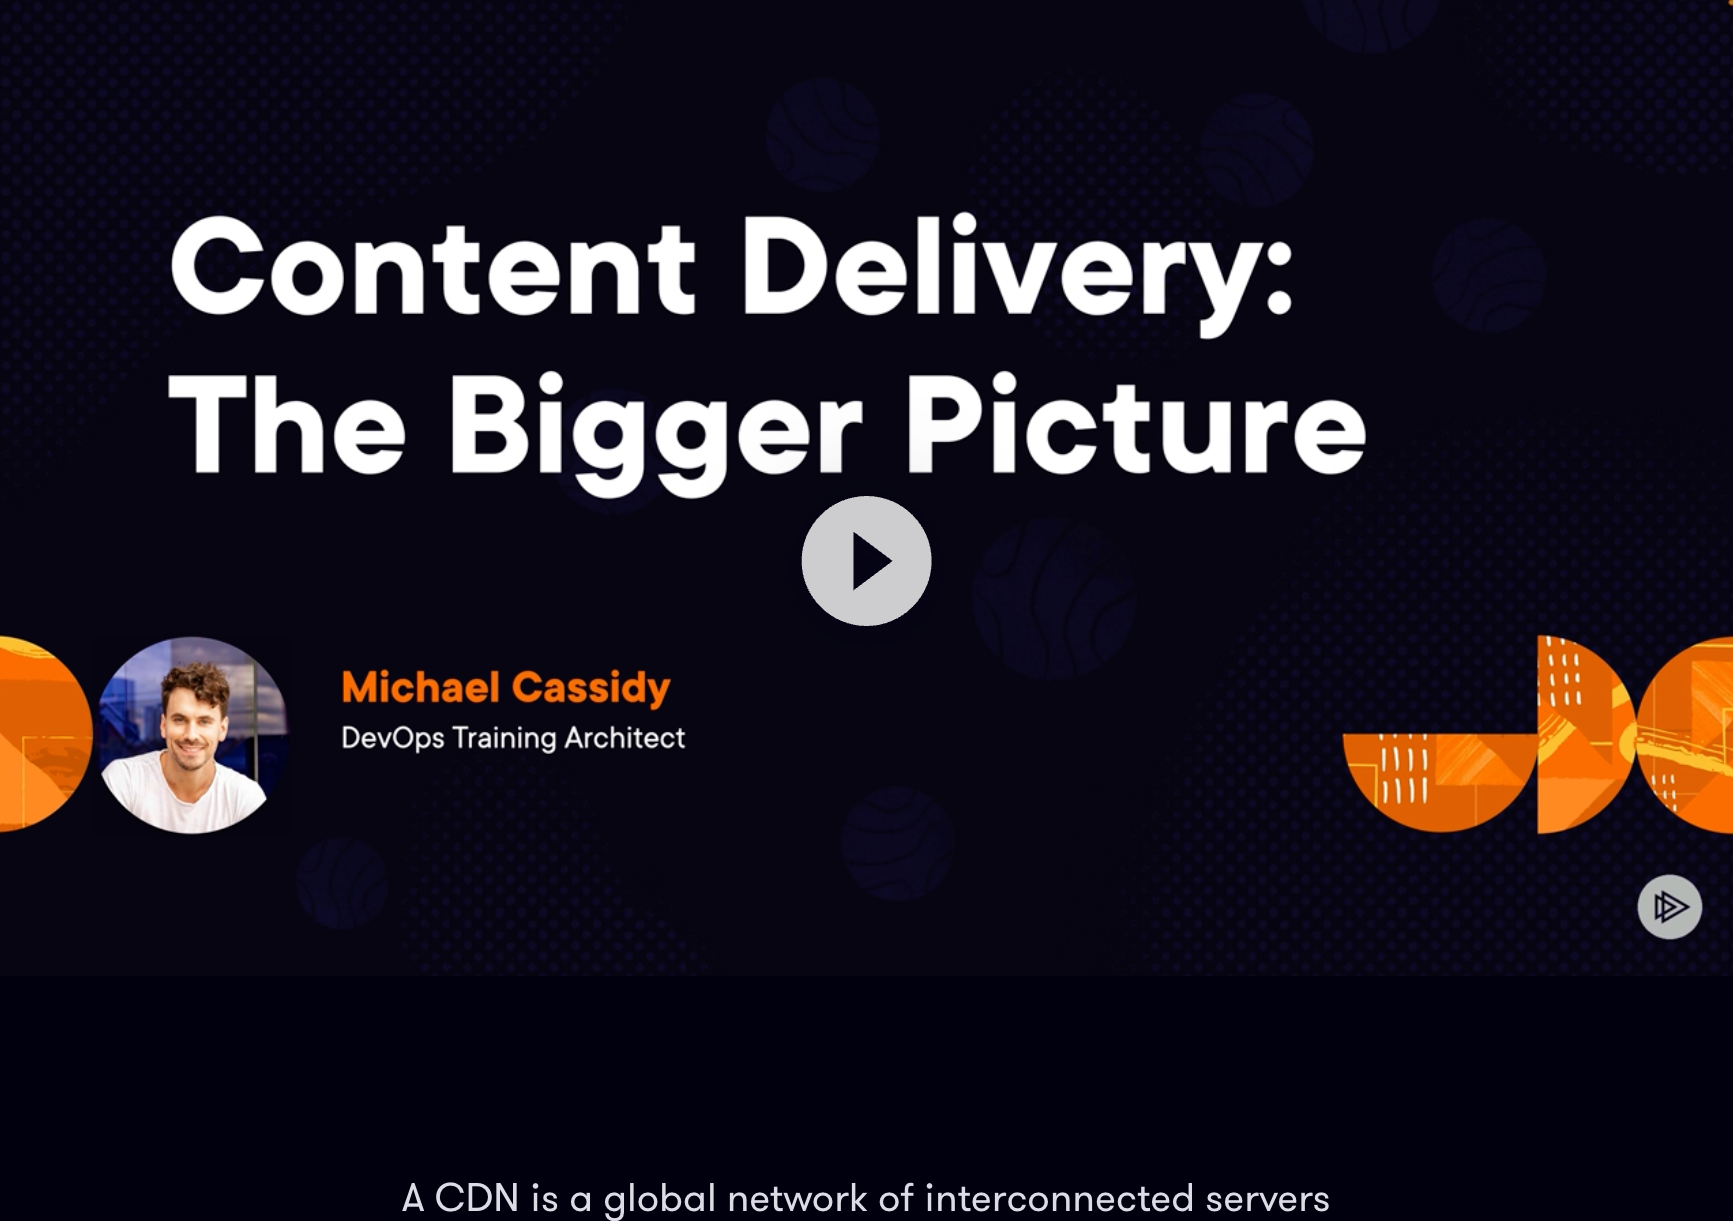 Content Delivery:
The Bigger Picture
Michael Cassidy
DevOps Training Architect
A CDN is a global network of interconnected servers